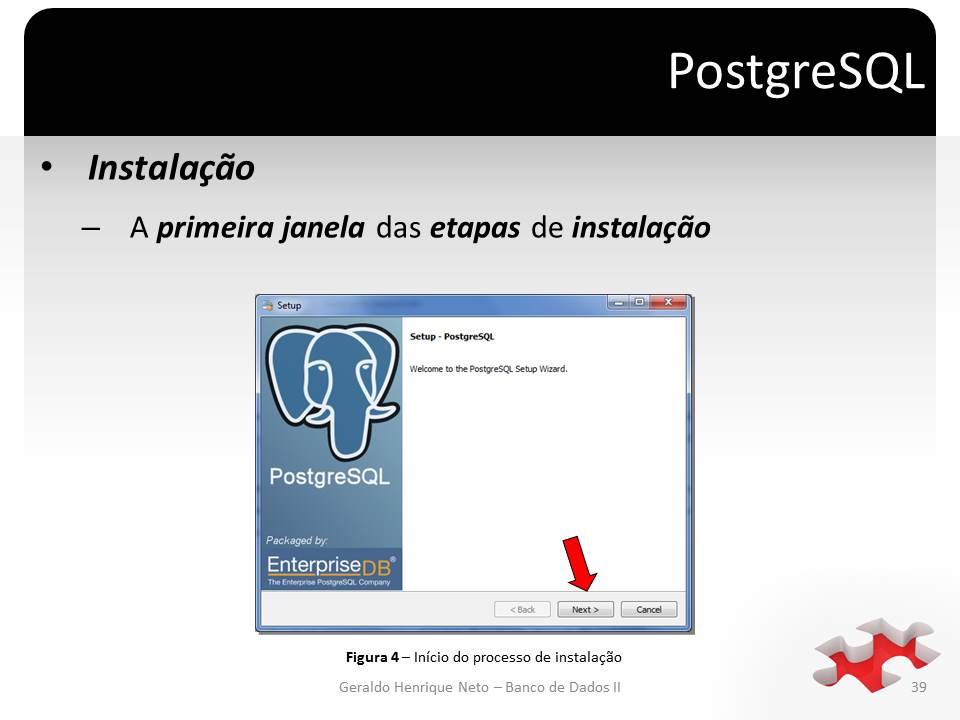 PostgreSQL
• Instalação
– A primeira janela das etapas de instalação
Setup
Setup - PostgreSQL
Welcome to the PostgreSQL Setup Wizard.
PostgreSQL
Packaged by:
EnterpriseDB®
The Enterprise PostgreSQL Company
< Back Next > Cancel
Figura 4 – Início do processo de instalação
Geraldo Henrique Neto – Banco de Dados II 39